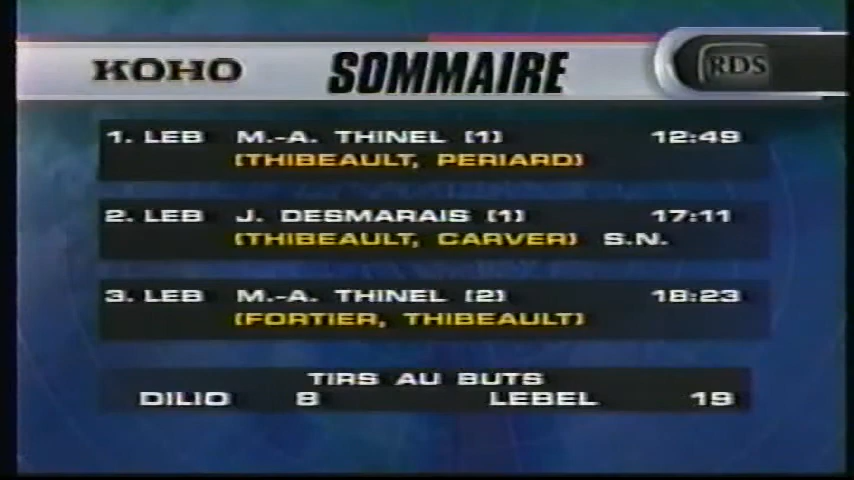 KOHO SOMMAIRE RDS
1. LEB M.-A. THINEL (1) 12:49
(THIBEAULT, PERIARD)
2. LEB J. DESMARAIS (1) 17:11
(THIBEAULT, CARVER) S.N.
3. LEB M.-A. THINEL (2) 18:23
(FORTIER, THIBEAULT)
TIRS AU BUTS
DILIO 8 LEBEL 19